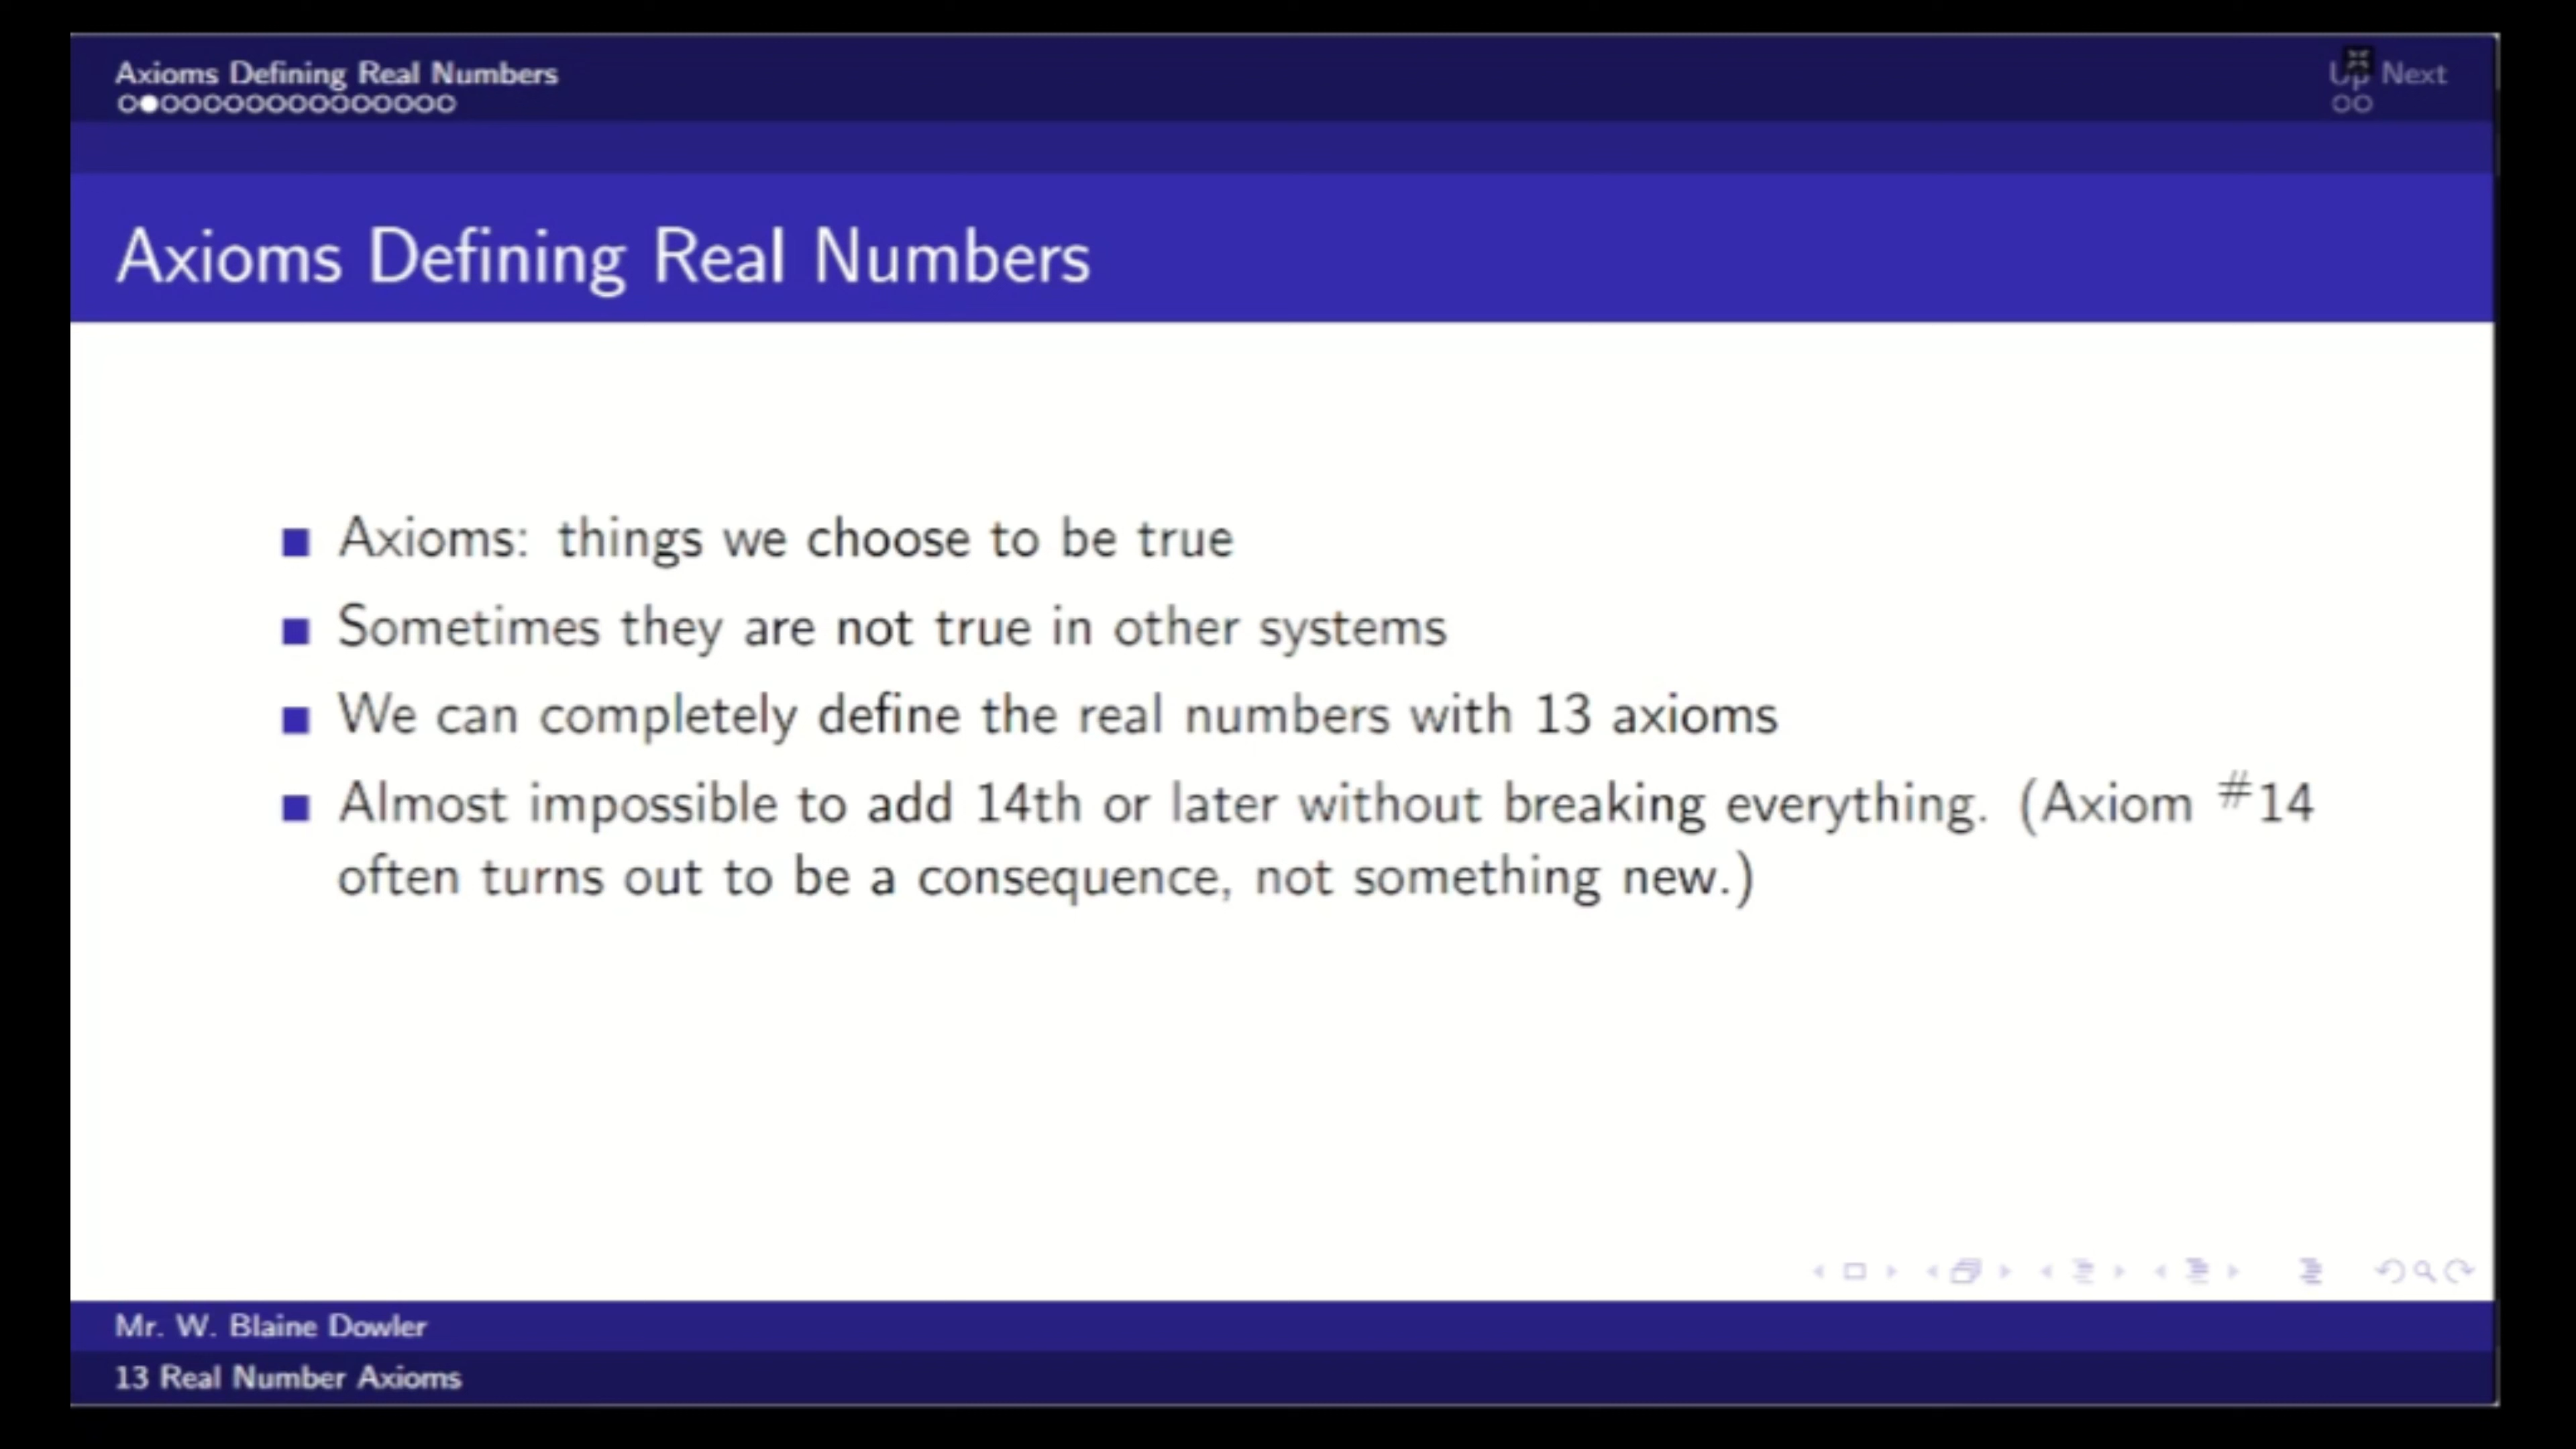 Axioms Defining Real Numbers
Up Next
Axioms Defining Real Numbers
Axioms: things we choose to be true
Sometimes they are not true in other systems
We can completely define the real numbers with 13 axioms
Almost impossible to add 14th or later without breaking everything. (Axiom #14
often turns out to be a consequence, not something new.)
Mr. W. Blaine Dowler
13 Real Number Axioms